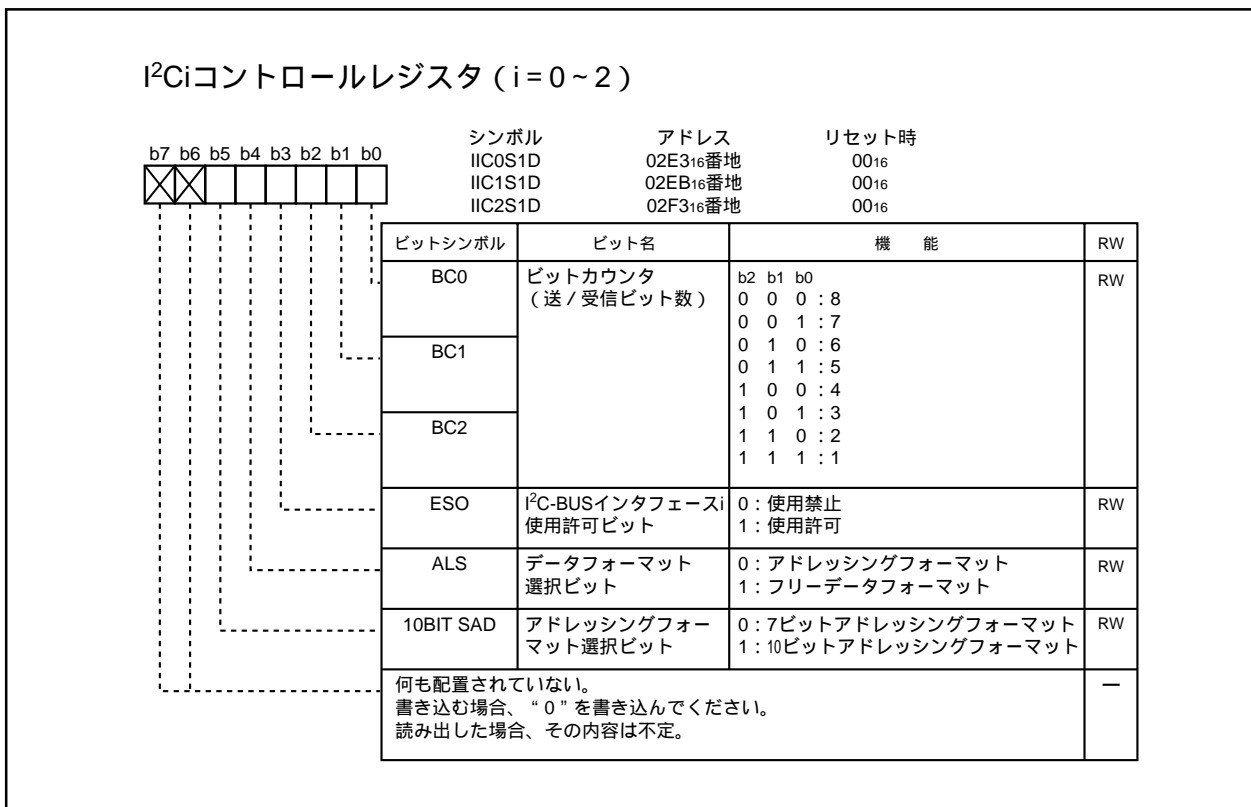 I²Ciコントロールレジスタ（i=0~2）
シンボル アドレス リセット時
b7 b6 b5 b4 b3 b2 b1 b0
IIC0S1D 02E3₁₆番地 00₁₆
IIC1S1D 02EB₁₆番地 00₁₆
IIC2S1D 02F3₁₆番地 00₁₆
ビットシンボル ビット名 機 能 RW
BC0 ビットカウンタ b2 b1 b0 RW
（送/受信ビット数） 0 0 0 : 8
0 0 1 : 7
BC1 0 1 0 : 6
0 1 1 : 5
1 0 0 : 4
1 0 1 : 3
BC2 1 1 0 : 2
1 1 1 : 1
ESO I²C-BUSインタフェースi 0：使用禁止 RW
使用許可ビット 1：使用許可
ALS データフォーマット 0：アドレッシングフォーマット RW
選択ビット 1：フリーデータフォーマット
10BIT SAD アドレッシングフォー 0：7ビットアドレッシングフォーマット RW
マット選択ビット 1：10ビットアドレッシングフォーマット
何も配置されていない。 —
書き込む場合、“0”を書き込んでください。
読み出した場合、その内容は不定。